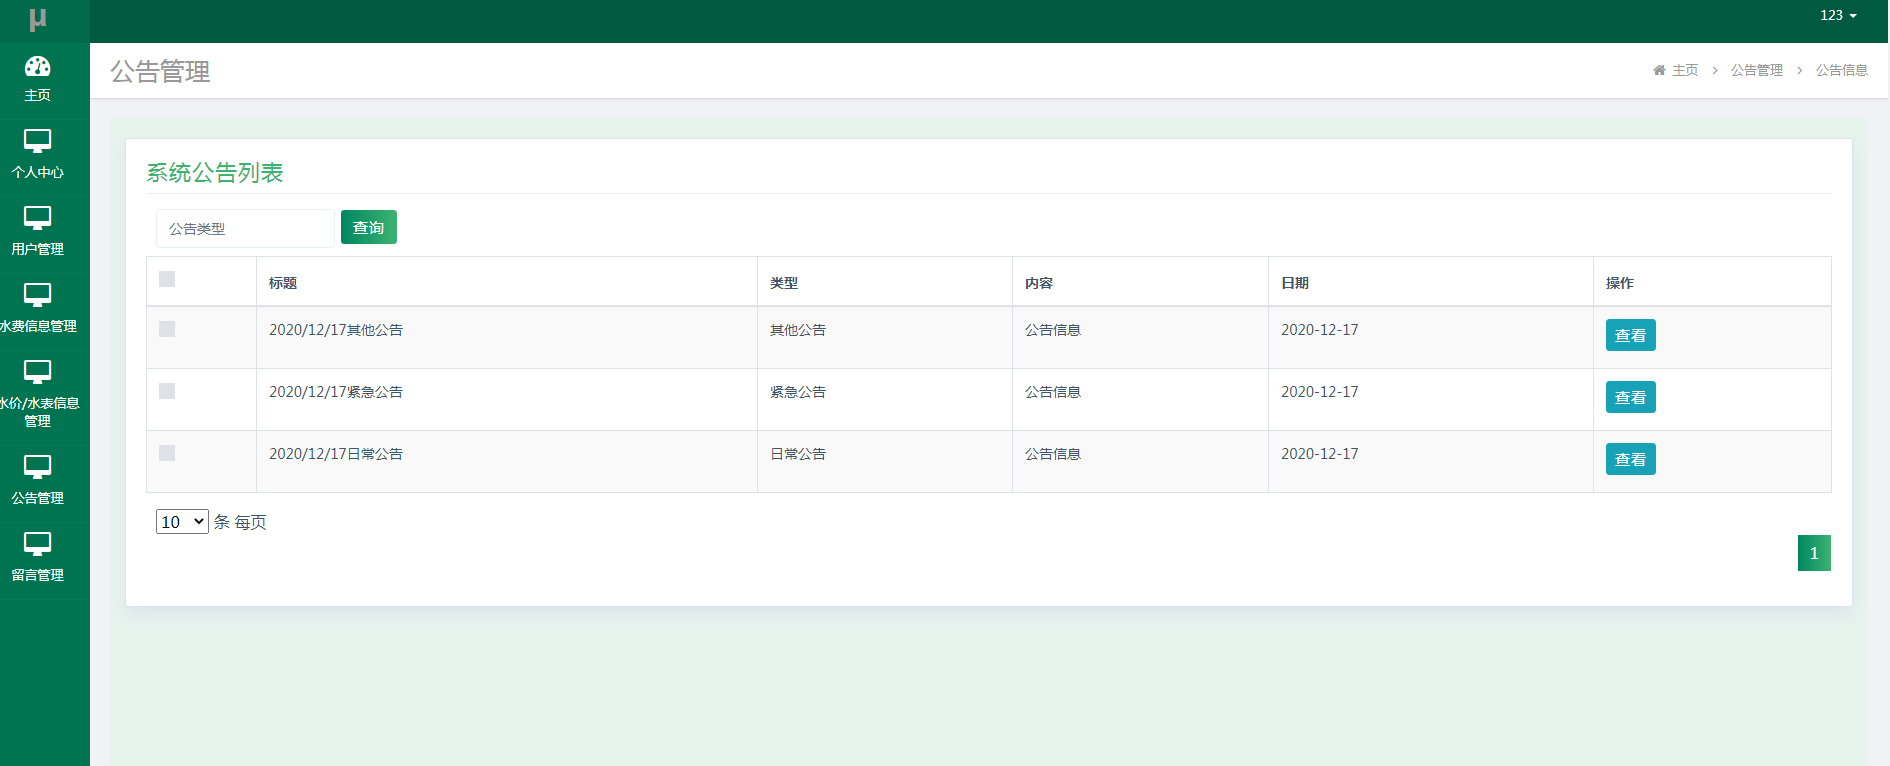 µ
123
主页
个人中心
用户管理
水费信息管理
水价/水表信息
管理
公告管理
留言管理
公告管理
主页 > 公告管理 > 公告信息
系统公告列表
公告类型 查询
标题 类型 内容 日期 操作
2020/12/17其他公告 其他公告 公告信息 2020-12-17 查看
2020/12/17紧急公告 紧急公告 公告信息 2020-12-17 查看
2020/12/17日常公告 日常公告 公告信息 2020-12-17 查看
10 条 每页
1